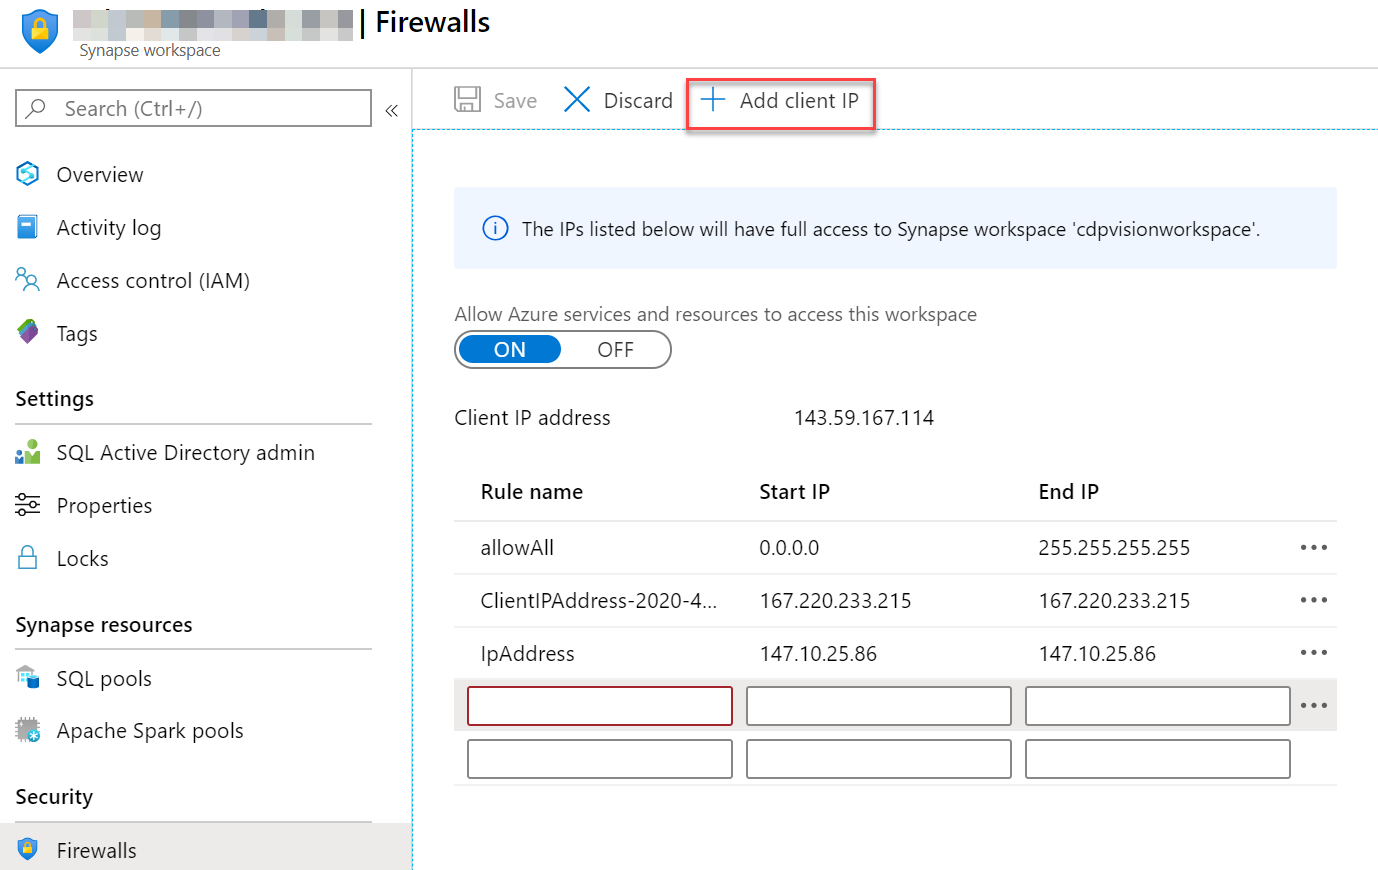 | Firewalls
Synapse workspace
Search (Ctrl+/)
«
Save
Discard
Add client IP
Overview
Activity log
Access control (IAM)
Tags
Settings
SQL Active Directory admin
Properties
Locks
Synapse resources
SQL pools
Apache Spark pools
Security
Firewalls
The IPs listed below will have full access to Synapse workspace 'cdpvisionworkspace'.
Allow Azure services and resources to access this workspace
ON OFF
Client IP address 143.59.167.114
Rule name Start IP End IP
allowAll 0.0.0.0 255.255.255.255 •••
ClientIPAddress-2020-4... 167.220.233.215 167.220.233.215 •••
IpAddress 147.10.25.86 147.10.25.86 •••
•••